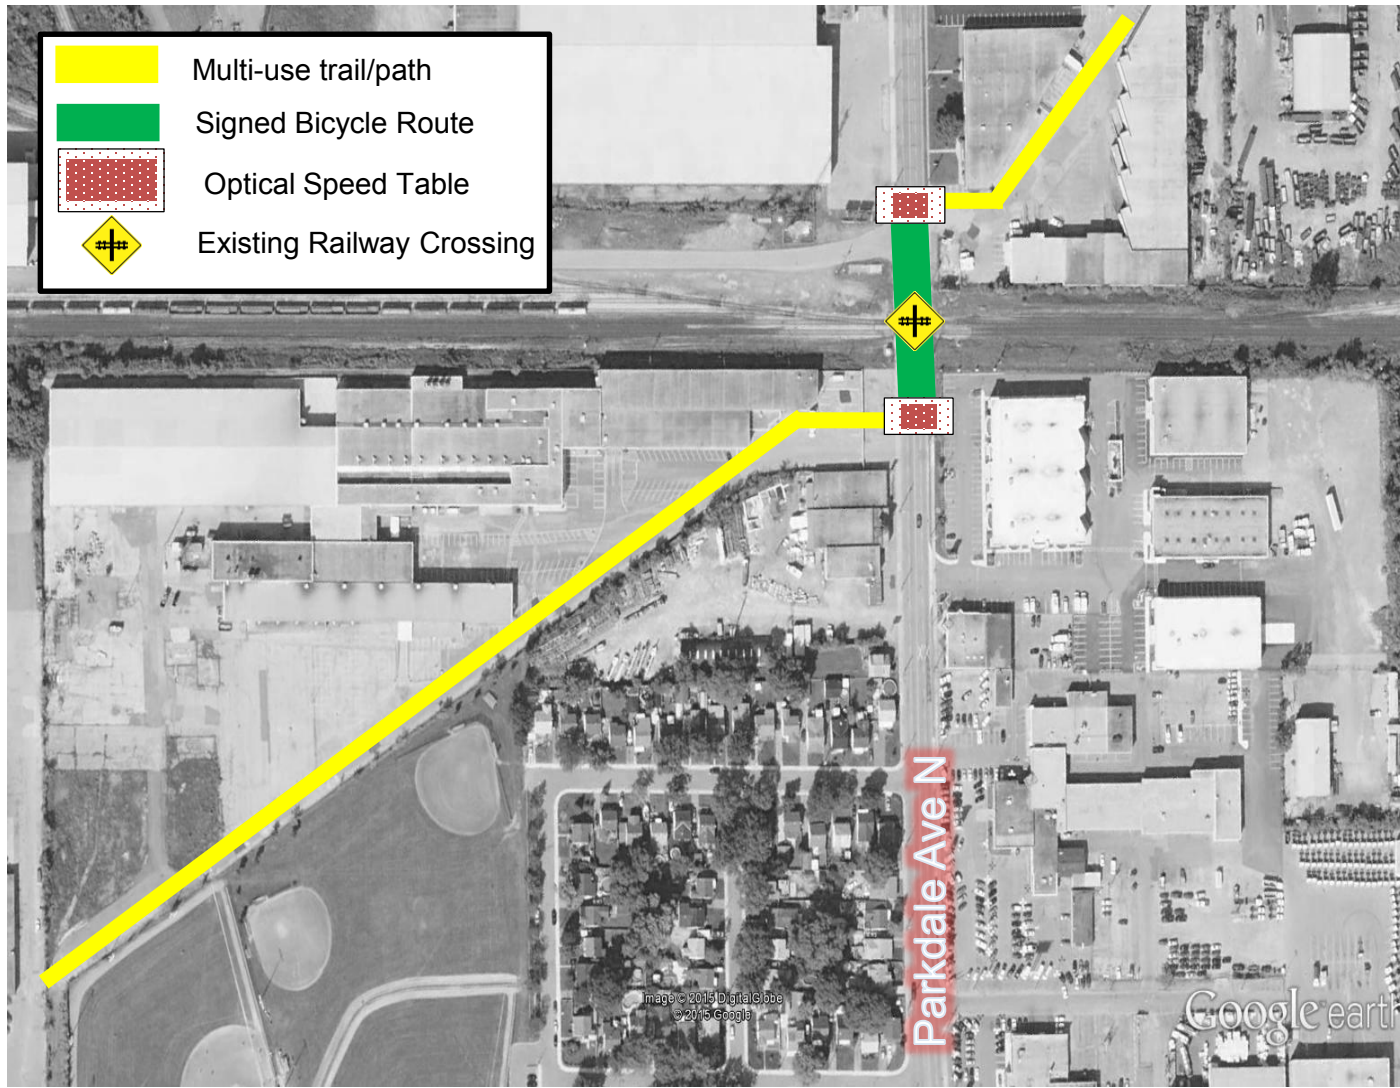 Multi-use trail/path
Signed Bicycle Route
Optical Speed Table
Existing Railway Crossing
Parkdale Ave N
Image © 2015 DigitalGlobe
© 2015 Google
Google earth